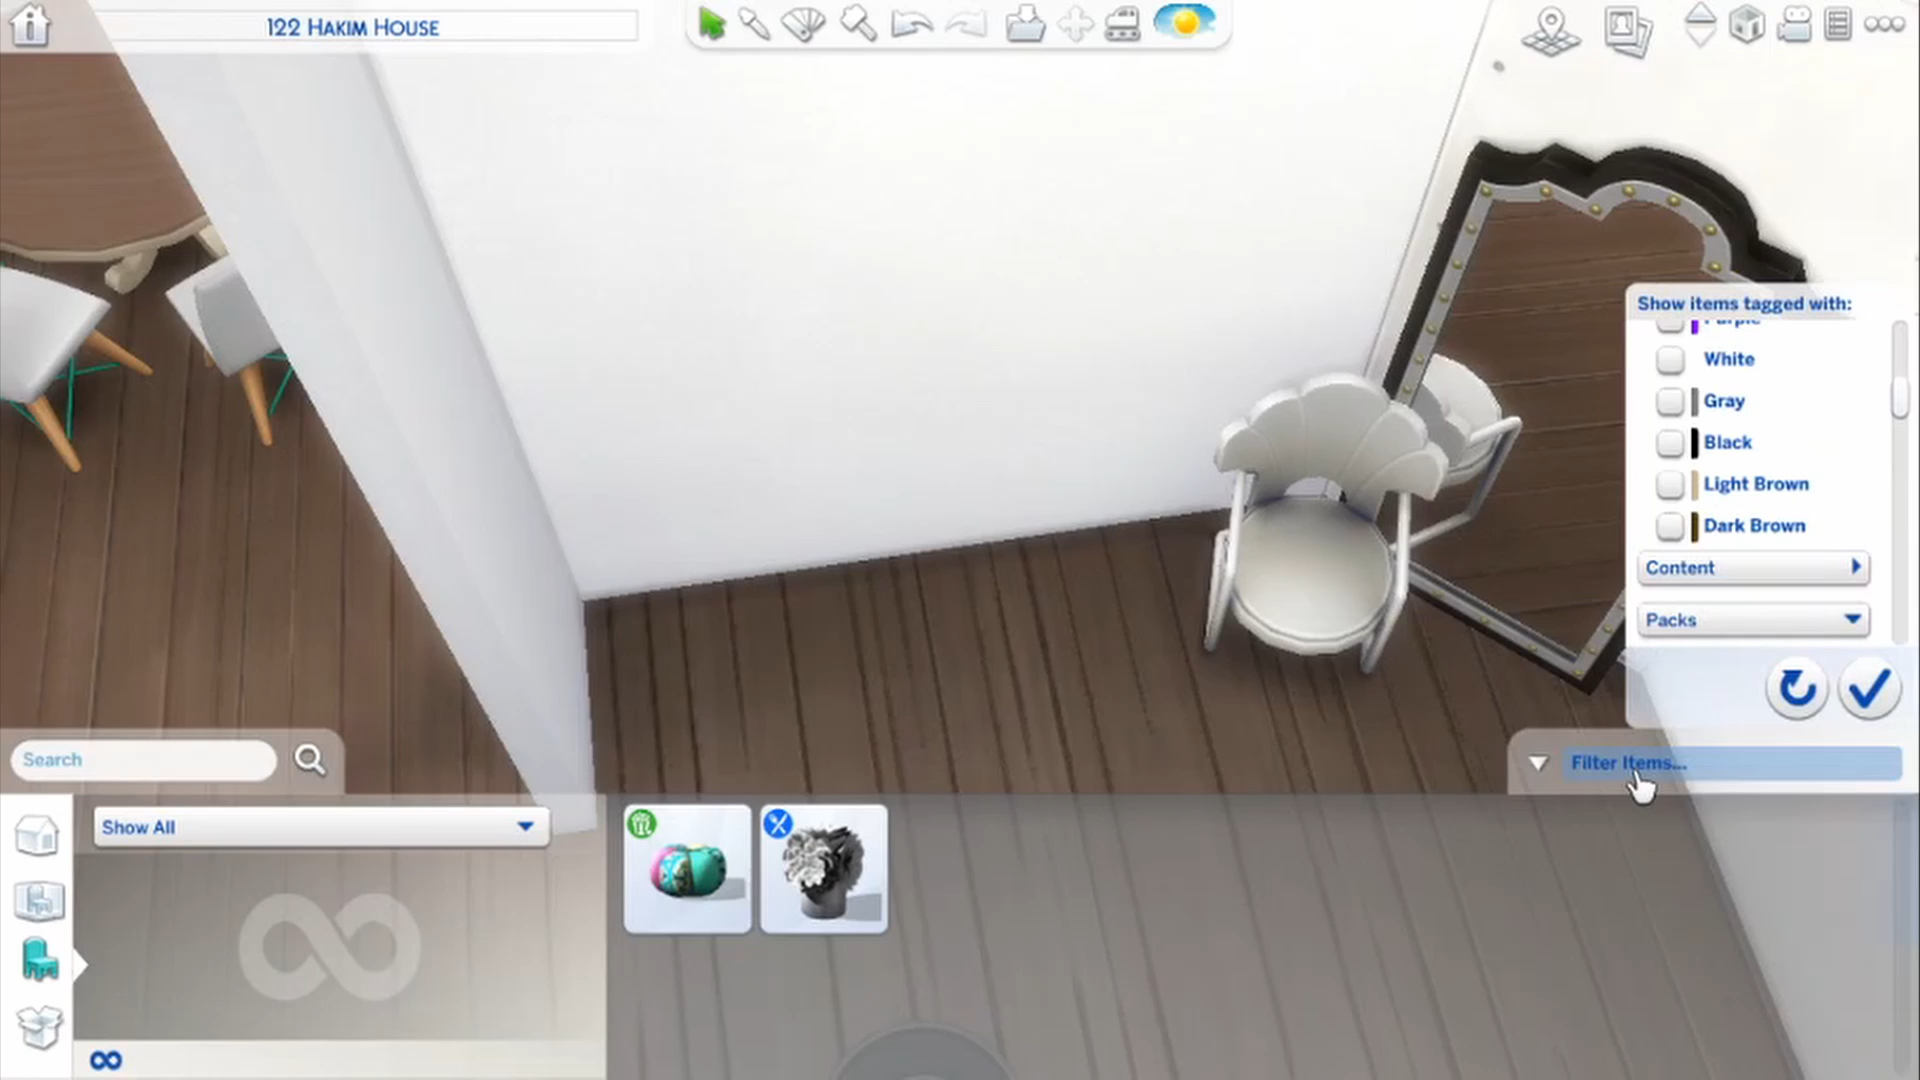 122 HAKIM HOUSE
Show items tagged with:
Purple
White
Gray
Black
Light Brown
Dark Brown
Content
Packs
Search
Filter Items...
Show All